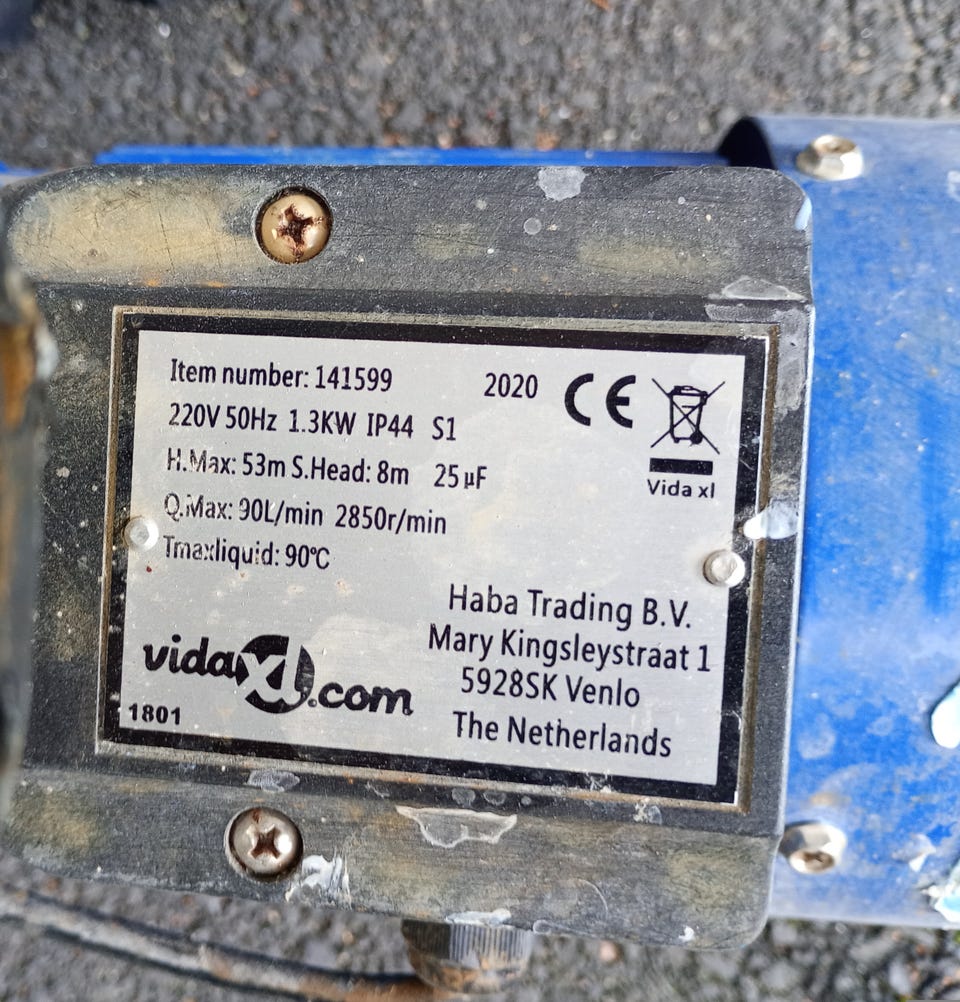 Item number: 141599 2020 CE
220V 50Hz 1.3KW IP44 S1
H.Max: 53m S.Head: 8m 25µF
Vida xl
Q.Max: 90L/min 2850r/min
Tmaxliquid: 90℃
Haba Trading B.V.
Mary Kingsleystraat 1
5928SK Venlo
The Netherlands
vidaXL.com
1801